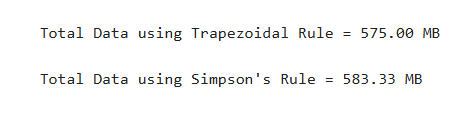 Total Data using Trapezoidal Rule = 575.00 MB
Total Data using Simpson's Rule = 583.33 MB